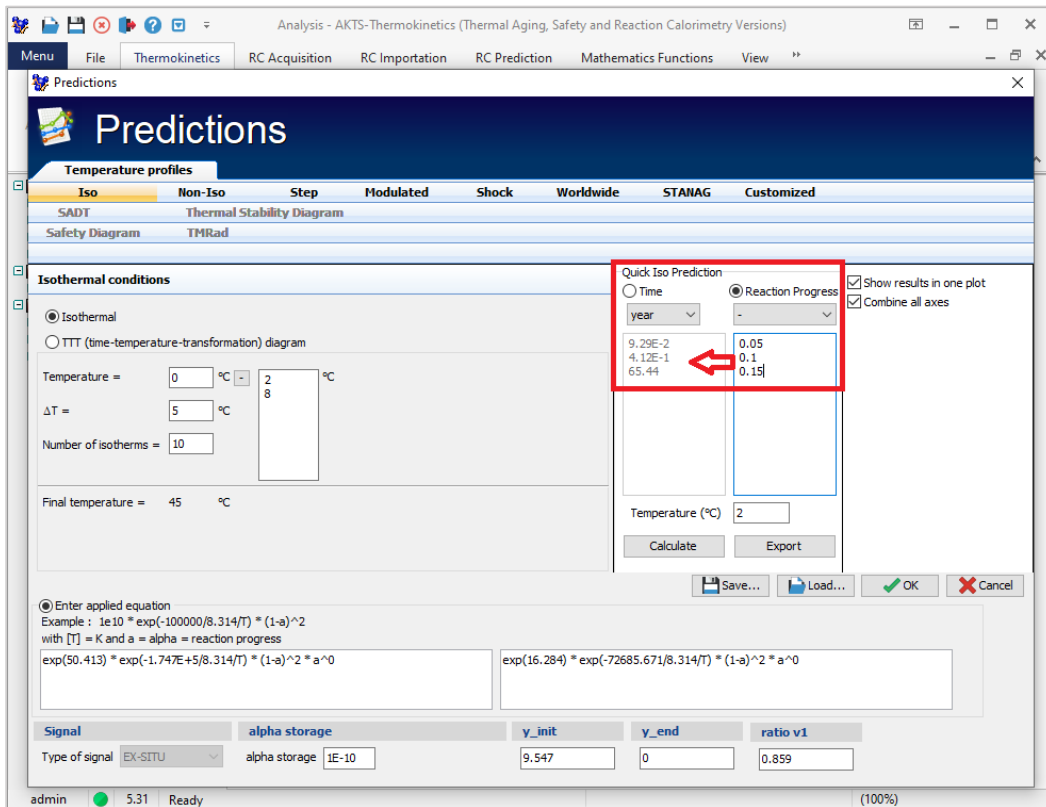 Analysis - AKTS-Thermokinetics (Thermal Aging, Safety and Reaction Calorimetry Versions)
Menu File Thermokinetics RC Acquisition RC Importation RC Prediction Mathematics Functions View
Predictions
Predictions
Temperature profiles
Iso Non-Iso Step Modulated Shock Worldwide STANAG Customized
SADT Thermal Stability Diagram
Safety Diagram TMRad
Isothermal conditions
Isothermal
TTT (time-temperature-transformation) diagram
Temperature = 0 ºC - 2 ºC
8
ΔT = 5 ºC
Number of isotherms = 10
Final temperature = 45 ºC
Quick Iso Prediction
Time Reaction Progress
year -
9.29E-2 0.05
4.12E-1 0.1
65.44 0.15
Temperature (ºC) 2
Calculate Export
Show results in one plot
Combine all axes
Save... Load... OK Cancel
Enter applied equation
Example : 1e10 * exp(-100000/8.314/T) * (1-a)^2
with [T] = K and a = alpha = reaction progress
exp(50.413) * exp(-1.747E+5/8.314/T) * (1-a)^2 * a^0
exp(16.284) * exp(-72685.671/8.314/T) * (1-a)^2 * a^0
Signal alpha storage y_init y_end ratio v1
Type of signal EX-SITU alpha storage 1E-10 9.547 0 0.859
admin 5.31 Ready (100%)